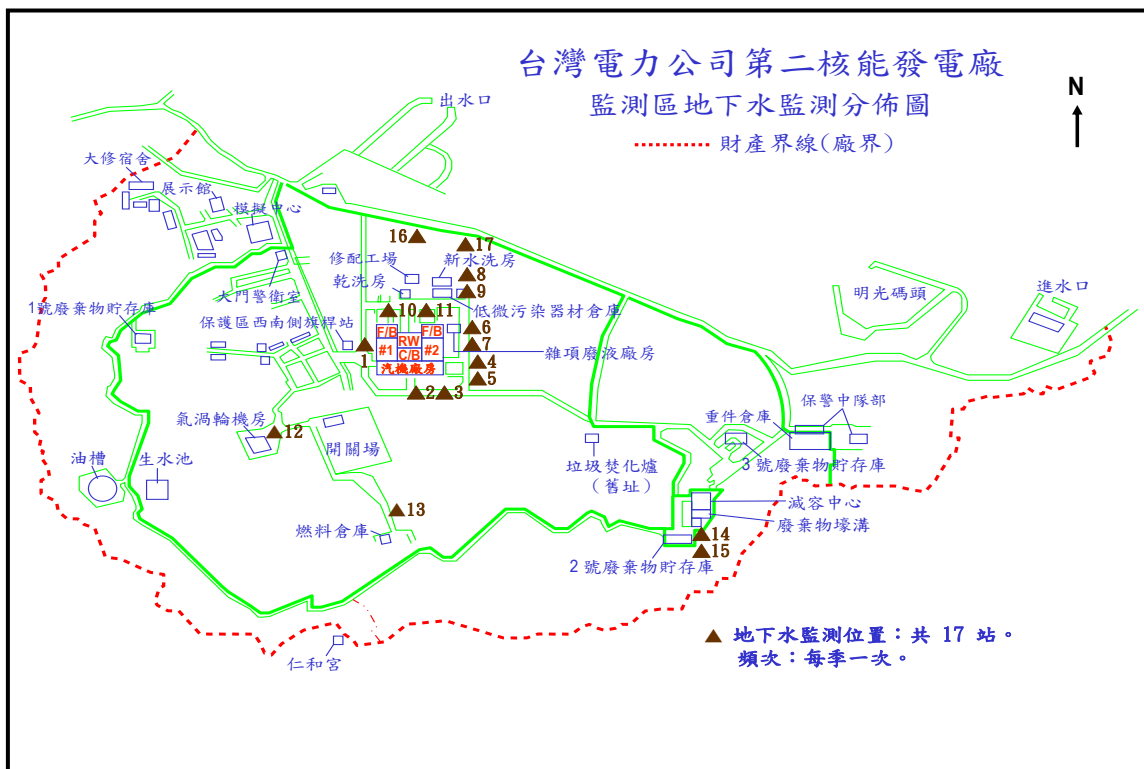 台灣電力公司第二核能發電廠
監測區地下水監測分佈圖
財產界線(廠界)
N
出水口
大修宿舍
展示館
模擬中心
16
17
修配工場
新水洗房
8
乾洗房
9
大門警衛室
明光碼頭
進水口
1號廢棄物貯存庫
10
11
低微污染器材倉庫
保護區西南側旗桿站
F/B
F/B
6
RW
#1
#2
7
雜項廢液廠房
C/B
1
汽機廠房
4
5
2
3
保警中隊部
重件倉庫
氣渦輪機房
12
開關場
油槽
生水池
垃圾焚化爐
(舊址)
3號廢棄物貯存庫
減容中心
13
廢棄物壕溝
燃料倉庫
14
15
2號廢棄物貯存庫
地下水監測位置：共 17 站。
頻次：每季一次。
仁和宮